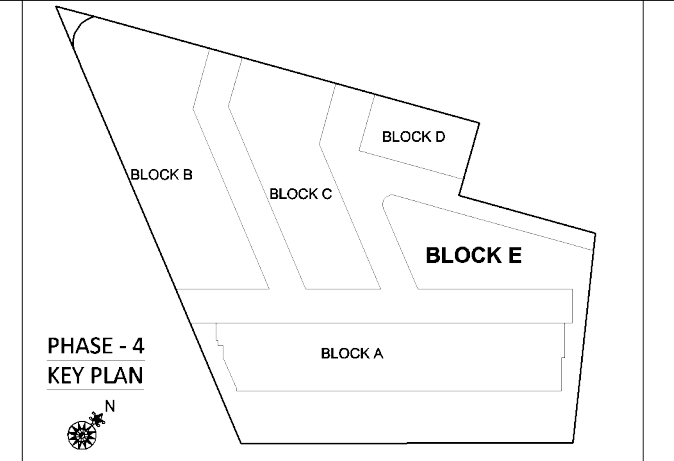 BLOCK D
BLOCK B
BLOCK C
BLOCK E
PHASE - 4
BLOCK A
KEY PLAN
N